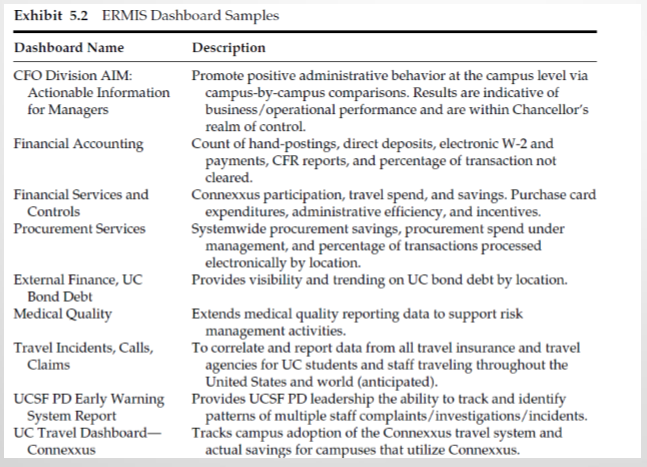 Exhibit 5.2 ERMIS Dashboard Samples
Dashboard Name Description
CFO Division AIM: Promote positive administrative behavior at the campus level via
Actionable Information campus-by-campus comparisons. Results are indicative of
for Managers business/operational performance and are within Chancellor's
realm of control.
Financial Accounting Count of hand-postings, direct deposits, electronic W-2 and
payments, CFR reports, and percentage of transaction not
cleared.
Financial Services and Connexxus participation, travel spend, and savings. Purchase card
Controls expenditures, administrative efficiency, and incentives.
Procurement Services Systemwide procurement savings, procurement spend under
management, and percentage of transactions processed
electronically by location.
External Finance, UC Provides visibility and trending on UC bond debt by location.
Bond Debt
Medical Quality Extends medical quality reporting data to support risk
management activities.
Travel Incidents, Calls, To correlate and report data from all travel insurance and travel
Claims agencies for UC students and staff traveling throughout the
United States and world (anticipated).
UCSF PD Early Warning Provides UCSF PD leadership the ability to track and identify
System Report patterns of multiple staff complaints/investigations/incidents.
UC Travel Dashboard— Tracks campus adoption of the Connexxus travel system and
Connexxus actual savings for campuses that utilize Connexxus.